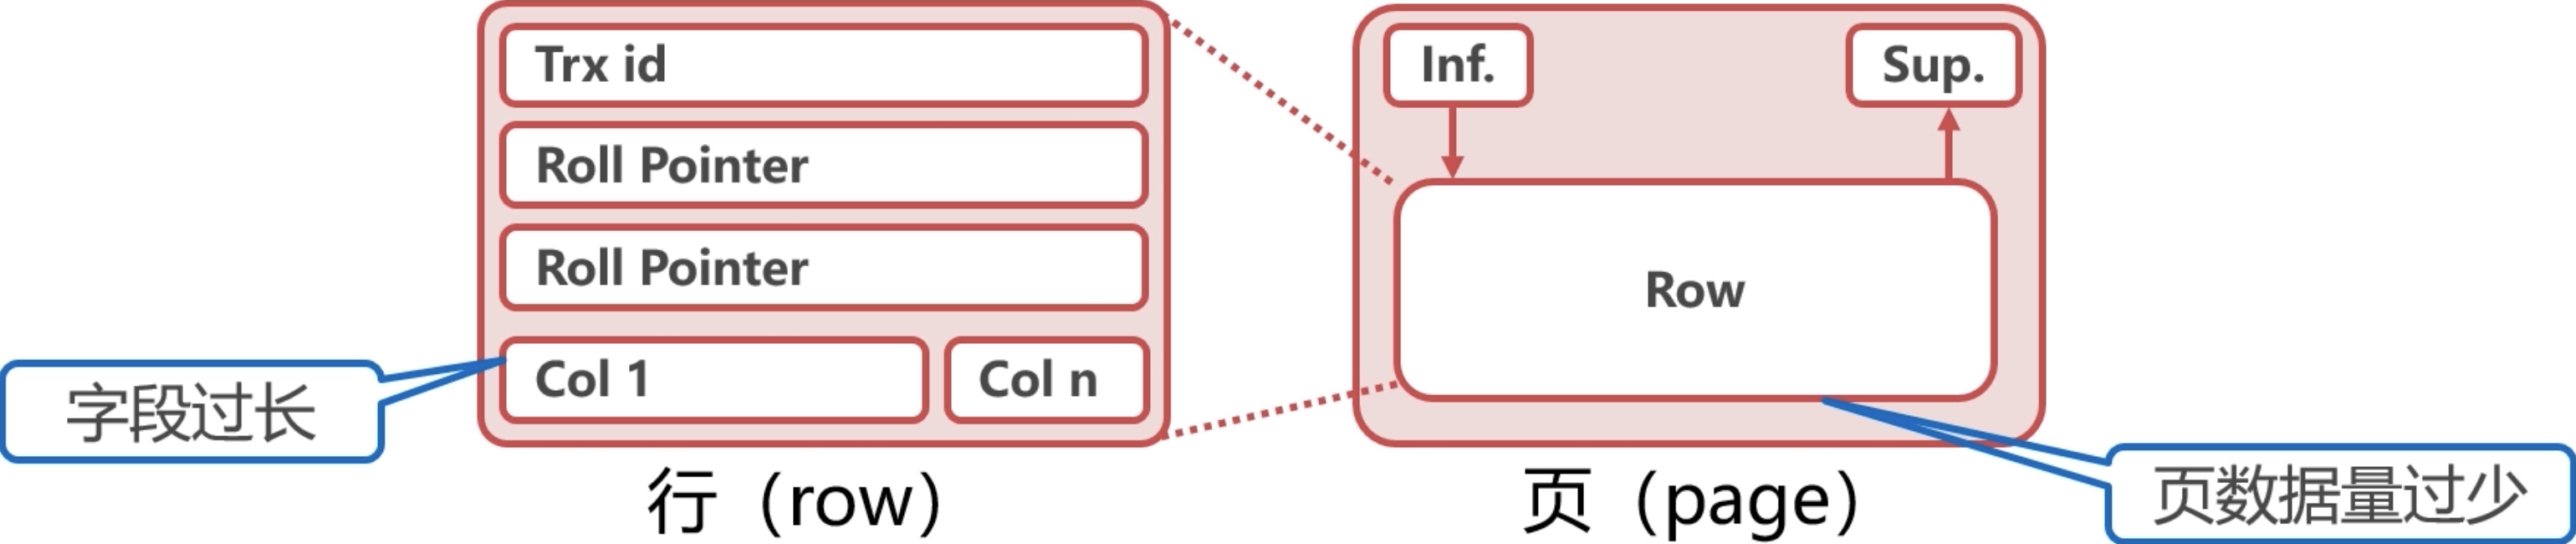 Trx id
Roll Pointer
Roll Pointer
Col 1
Col n
字段过长
行（row）
Inf.
Sup.
Row
页数据量过少
页（page）